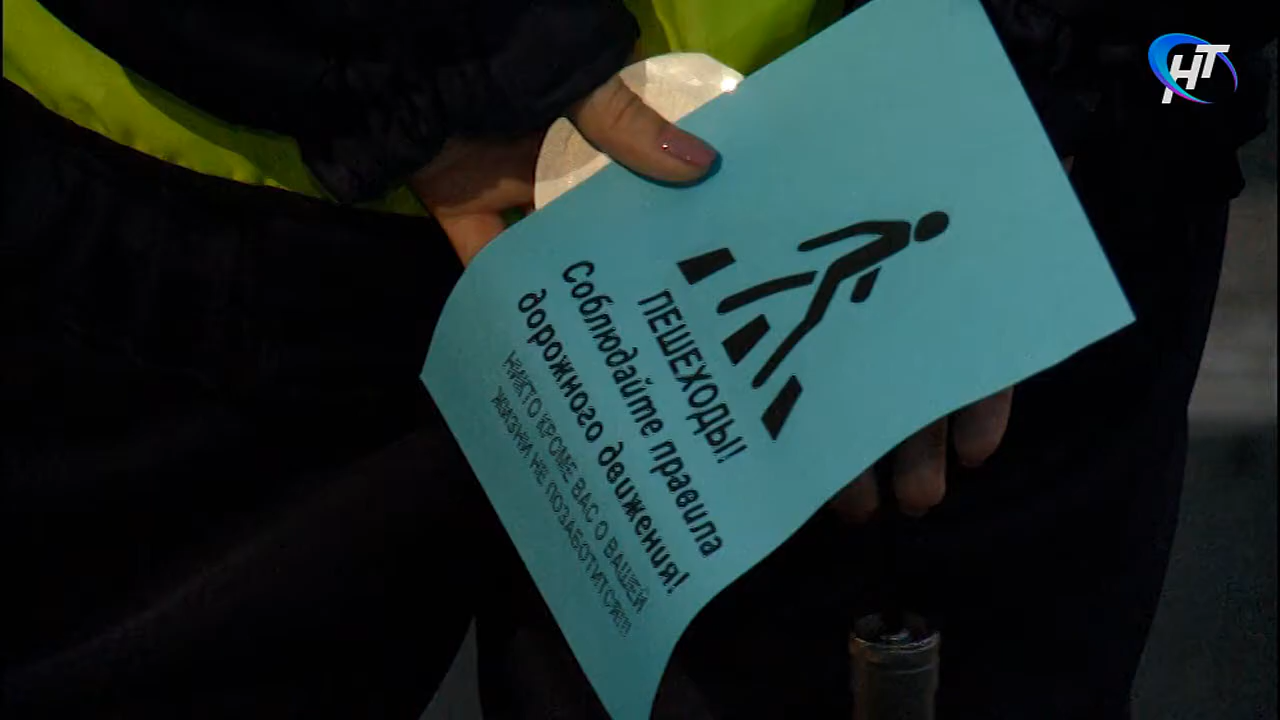 НТ
ПЕШЕХОДЫ!
Соблюдайте правила
дорожного движения!
НИКТО КРОМЕ ВАС О ВАШЕЙ
ЖИЗНИ НЕ ПОЗАБОТИТСЯ!!!